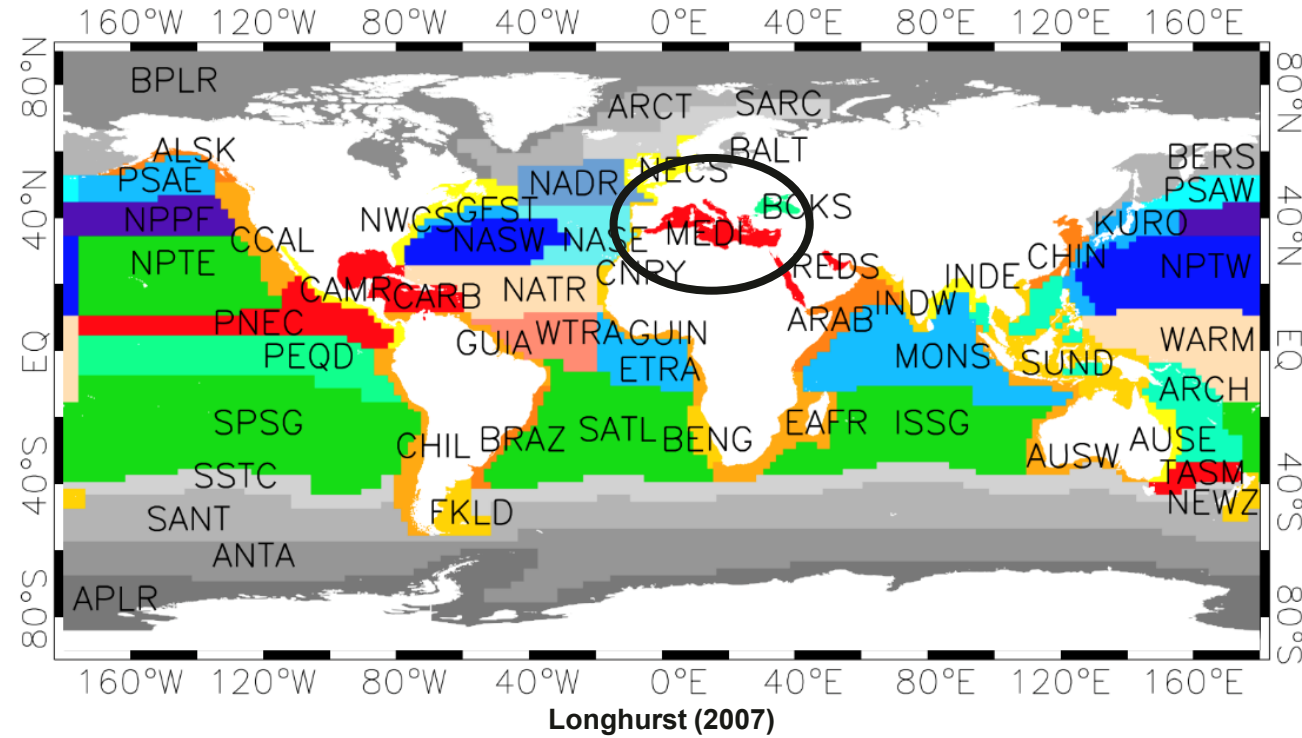 160°W 120°W 80°W 40°W 0°E 40°E 80°E 120°E 160°E
80°N
40°N
EQ
40°S
80°S
BPLR
ARCT
SARC
ALSK
BALT
BERS
NECS
PSAE
NADR
PSAW
BCKS
NPPF
NWCS
GFST
KURO
CCAL
NASW
NASE
MEDI
CHIN
NPTE
CNRY
REDS
INDE
NPTW
CAMR
CARB
NATR
INDW
PNEC
GUIA
WTRA
GUIN
ARAB
WARM
PEQD
ETRA
MONS
SUND
ARCH
SPSG
CHIL
BRAZ
SATL
BENG
EAFR
ISSG
AUSW
AUSE
SSTC
TASM
SANT
FKLD
NEWZ
ANTA
APLR
80°N
40°N
EQ
40°S
80°S
160°W 120°W 80°W 40°W 0°E 40°E 80°E 120°E 160°E
Longhurst (2007)